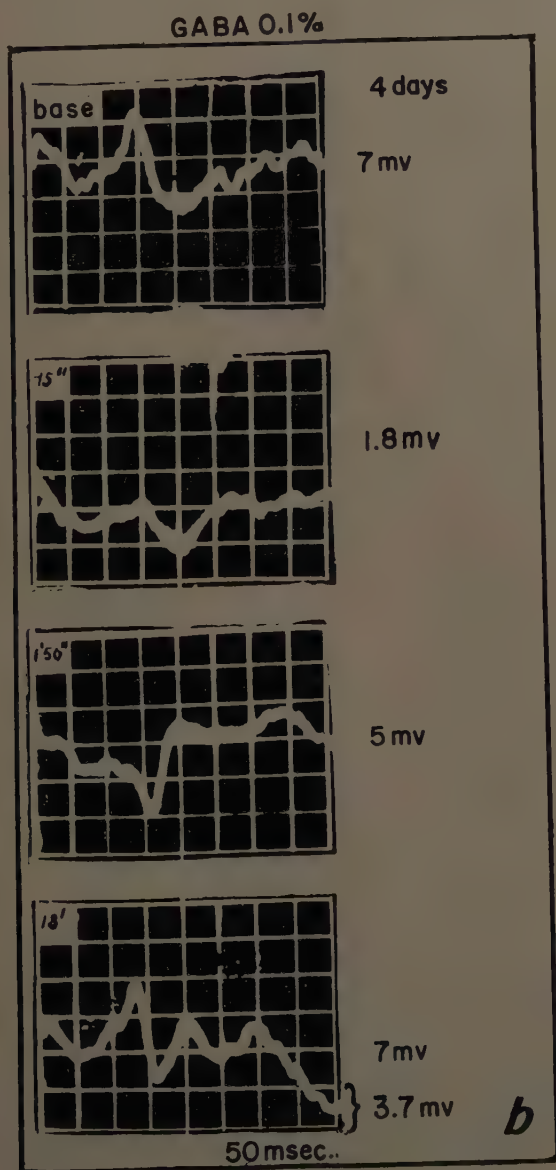 GABA 0.1%
base
4 days
7 mv
15"
1.8 mv
1'50"
5 mv
18'
7 mv
3.7 mv
50 msec..
b